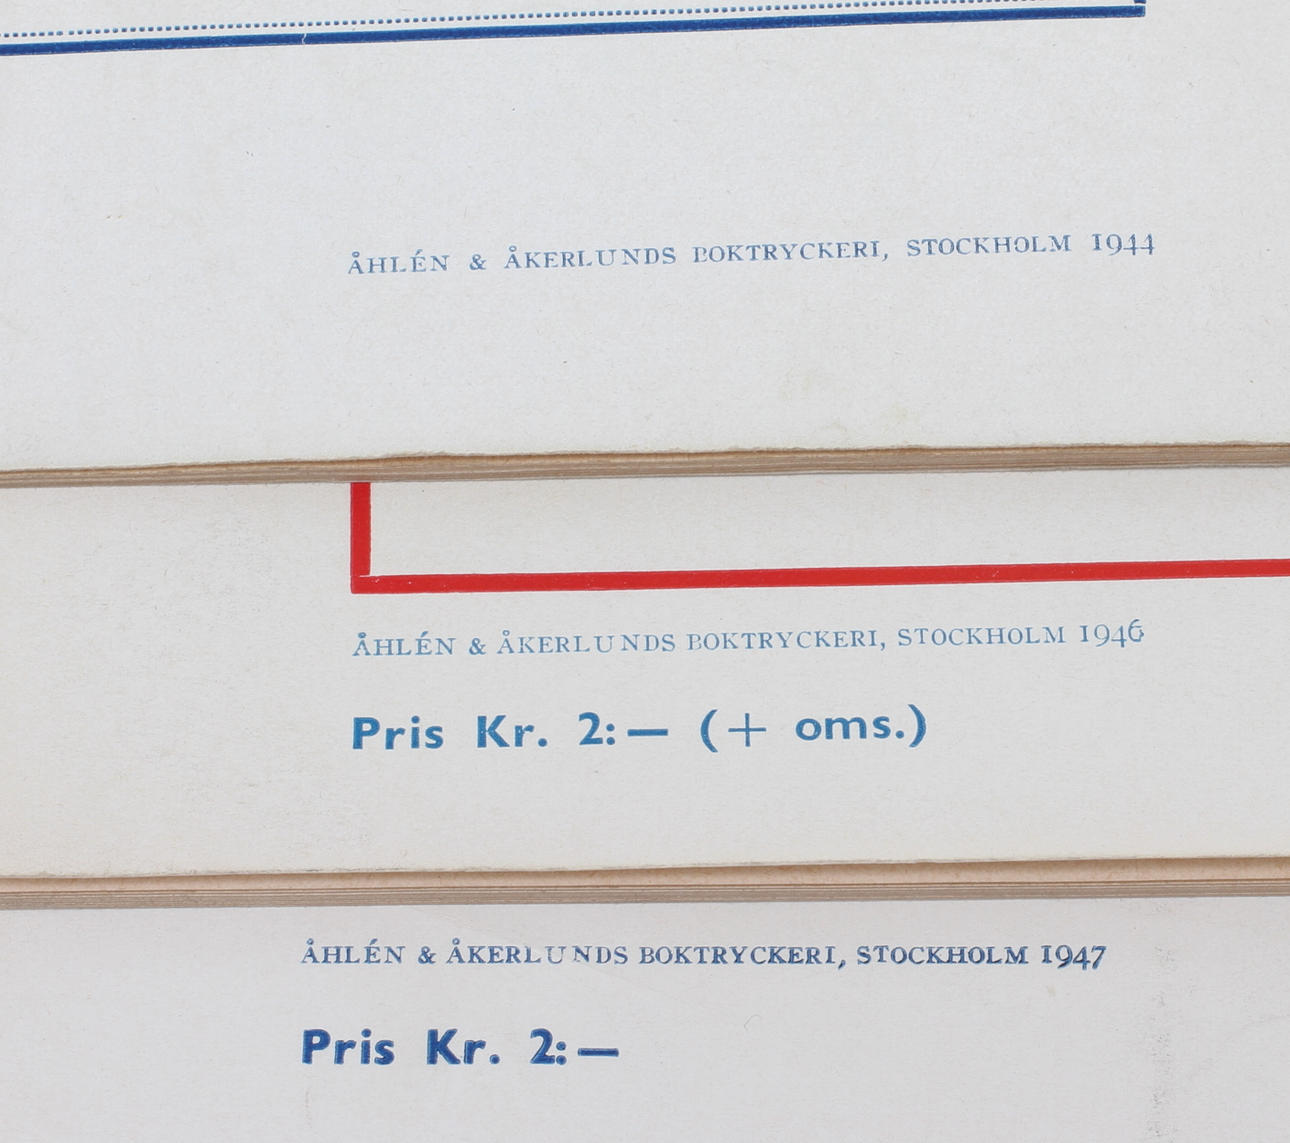 ÅHLÉN & ÅKERLUNDS BOKTRYCKERI, STOCKHOLM 1944
ÅHLÉN & ÅKERLUNDS BOKTRYCKERI, STOCKHOLM 1946
Pris Kr. 2:— (+ oms.)
ÅHLÉN & ÅKERLUNDS BOKTRYCKERI, STOCKHOLM 1947
Pris Kr. 2:—